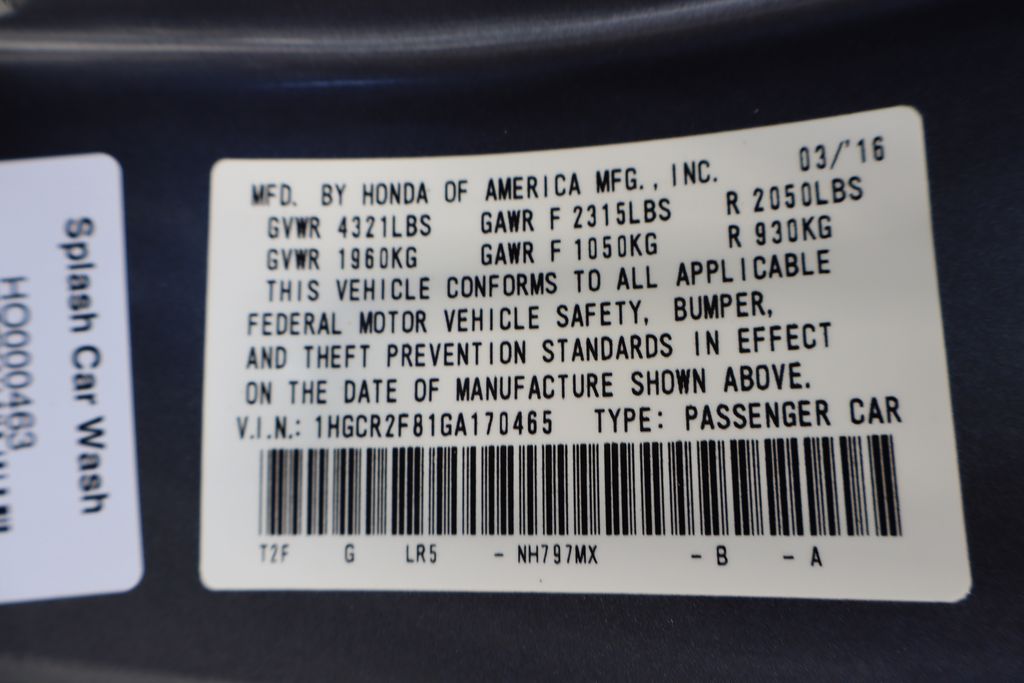 MFD. BY HONDA OF AMERICA MFG., INC. 03/'16
GVWR 4321LBS GAWR F 2315LBS R 2050LBS
GVWR 1960KG GAWR F 1050KG R 930KG
THIS VEHICLE CONFORMS TO ALL APPLICABLE
FEDERAL MOTOR VEHICLE SAFETY, BUMPER,
AND THEFT PREVENTION STANDARDS IN EFFECT
ON THE DATE OF MANUFACTURE SHOWN ABOVE.
V.I.N.: 1HGCR2F81GA170465 TYPE: PASSENGER CAR
T2F G LR5 - NH797MX - B - A
Splash Car Wash
HO0000463